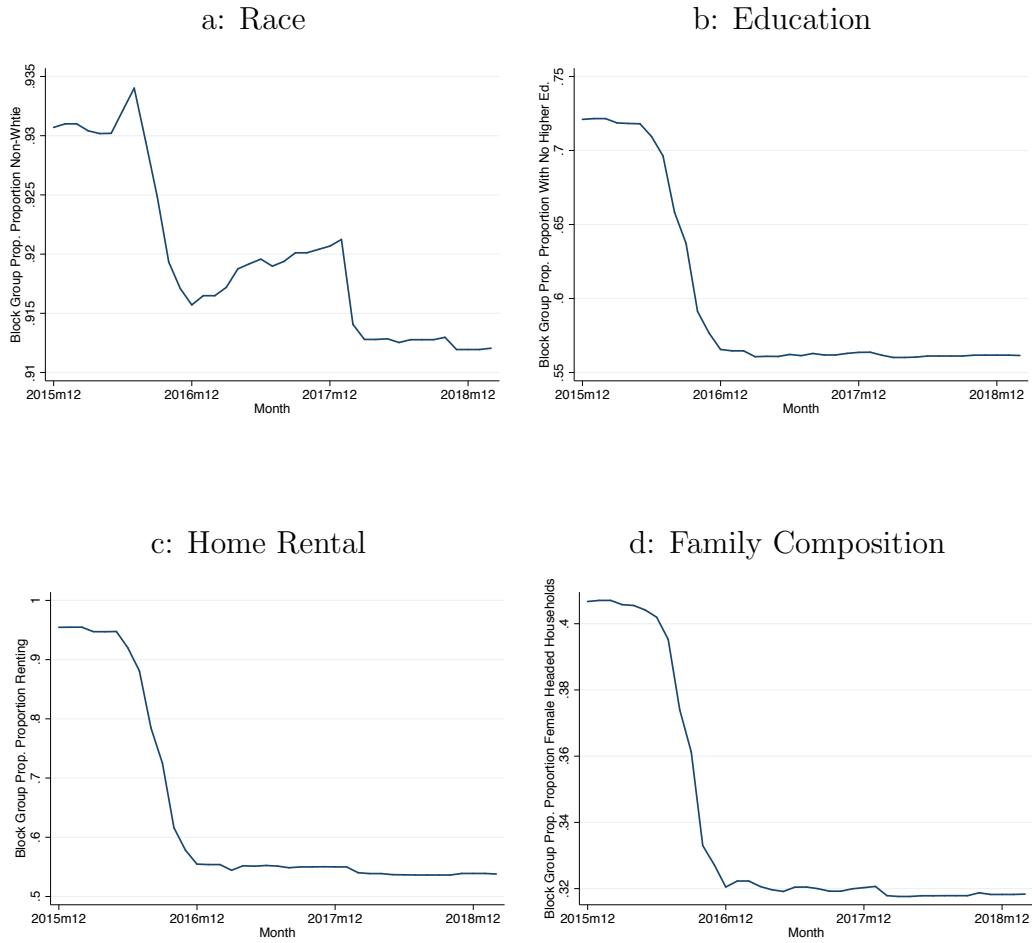 a: Race
Block Group Prop. Proportion Non-Whtie
.935
.93
.925
.92
.915
.91
2015m12 2016m12 2017m12 2018m12
Month
b: Education
Block Group Prop. Proportion With No Higher Ed.
.75
.7
.65
.6
.55
2015m12 2016m12 2017m12 2018m12
Month
c: Home Rental
Block Group Prop. Proportion Renting
1
.9
.8
.7
.6
.5
2015m12 2016m12 2017m12 2018m12
Month
d: Family Composition
Block Group Prop. Proportion Female Headed Households
.4
.38
.36
.34
.32
2015m12 2016m12 2017m12 2018m12
Month